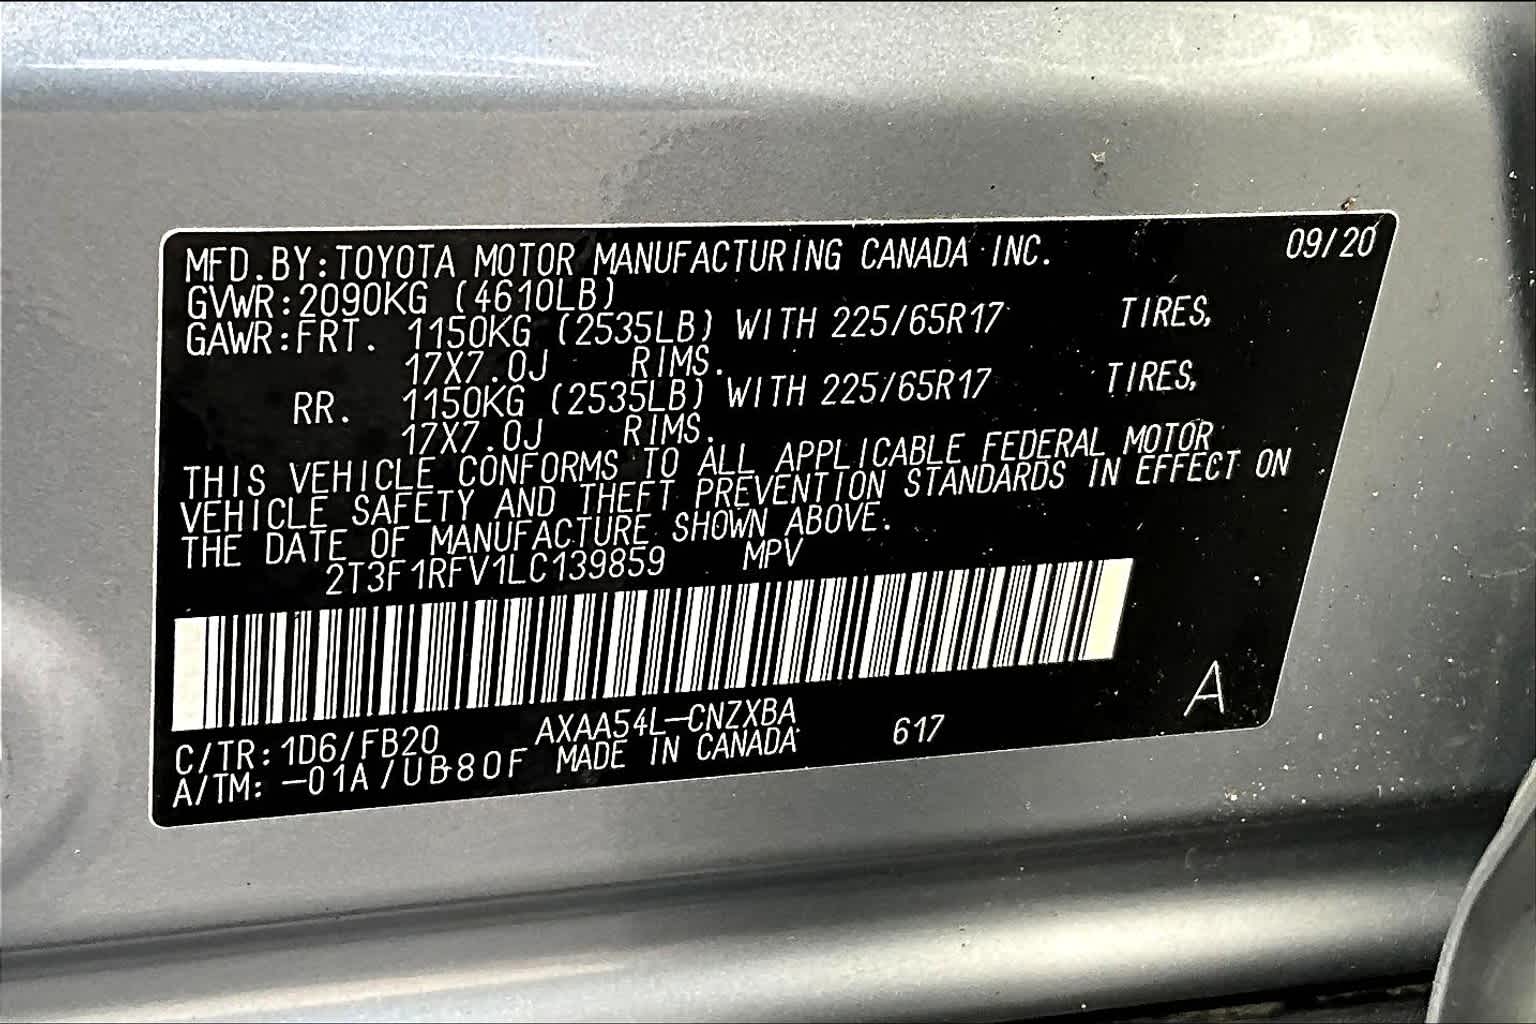 MFD.BY:TOYOTA MOTOR MANUFACTURING CANADA INC. 09/20
GVWR:2090KG (4610LB)
GAWR:FRT. 1150KG (2535LB) WITH 225/65R17 TIRES,
17X7.0J RIMS.
RR. 1150KG (2535LB) WITH 225/65R17 TIRES,
17X7.0J RIMS.
THIS VEHICLE CONFORMS TO ALL APPLICABLE FEDERAL MOTOR
VEHICLE SAFETY AND THEFT PREVENTION STANDARDS IN EFFECT ON
THE DATE OF MANUFACTURE SHOWN ABOVE.
2T3F1RFV1LC139859 MPV
C/TR:1D6/FB20 AXAA54L-CNZXBA 617 A
A/TM:-01A/UB80F MADE IN CANADA